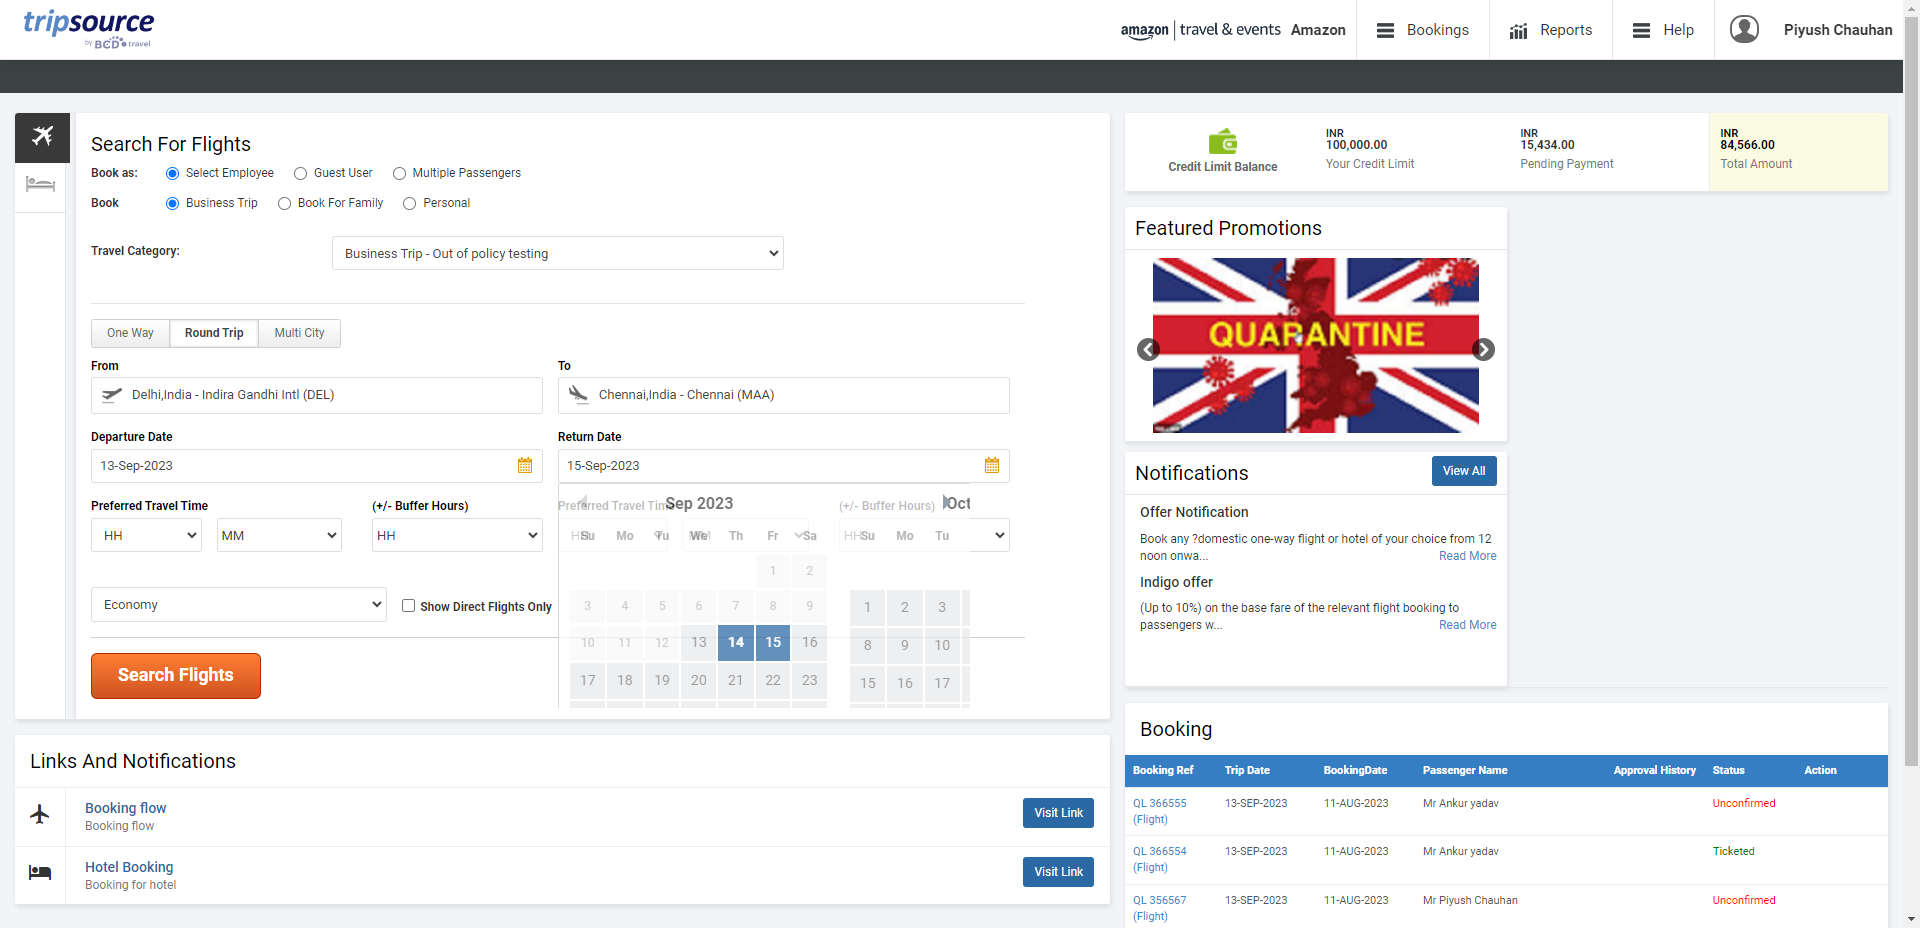 tripsource
by BCD travel
amazon | travel & events Amazon
Bookings
Reports
Help
Piyush Chauhan
Search For Flights
Book as: Select Employee Guest User Multiple Passengers
Book Business Trip Book For Family Personal
Travel Category: Business Trip - Out of policy testing
One Way Round Trip Multi City
From To
Delhi,India - Indira Gandhi Intl (DEL) Chennai,India - Chennai (MAA)
Departure Date Return Date
13-Sep-2023 15-Sep-2023
Preferred Travel Time (+/- Buffer Hours)
HH MM HH
Preferred Travel Time (+/- Buffer Hours)
HH HH
Sep 2023 Oct
Su Mo Tu We Th Fr Sa Su Mo Tu
1 2
3 4 5 6 7 8 9 1 2 3
10 11 12 13 14 15 16 8 9 10
17 18 19 20 21 22 23 15 16 17
Economy Show Direct Flights Only
Search Flights
Links And Notifications
Booking flow
Booking flow
Visit Link
Hotel Booking
Booking for hotel
Visit Link
Credit Limit Balance
INR
100,000.00
Your Credit Limit
INR
15,434.00
Pending Payment
INR
84,566.00
Total Amount
Featured Promotions
QUARANTINE
Notifications View All
Offer Notification
Book any ?domestic one-way flight or hotel of your choice from 12
noon onwa... Read More
Indigo offer
(Up to 10%) on the base fare of the relevant flight booking to
passengers w... Read More
Booking
Booking Ref Trip Date BookingDate Passenger Name Approval History Status Action
QL 366555 13-SEP-2023 11-AUG-2023 Mr Ankur yadav Unconfirmed
(Flight)
QL 366554 13-SEP-2023 11-AUG-2023 Mr Ankur yadav Ticketed
(Flight)
QL 356567 13-SEP-2023 11-AUG-2023 Mr Piyush Chauhan Unconfirmed
(Flight)